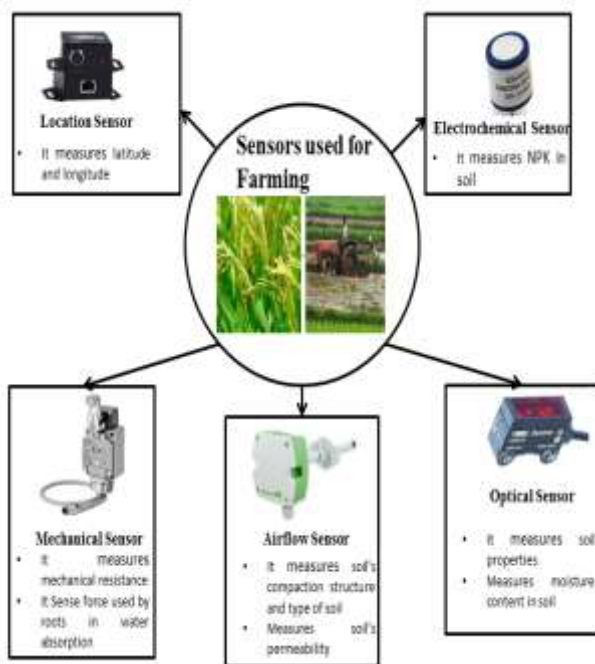 Location Sensor
• It measures latitude
and longitude
Electrochemical Sensor
• It measures NPK in
soil
Sensors used for
Farming
Mechanical Sensor
• It measures
mechanical resistance
• It Sense force used by
roots in water
absorption
Airflow Sensor
• It measures soil's
compaction structure
and type of soil
• Measures soil's
permeability
Optical Sensor
• It measures soil
properties
• Measures moisture
content in soil